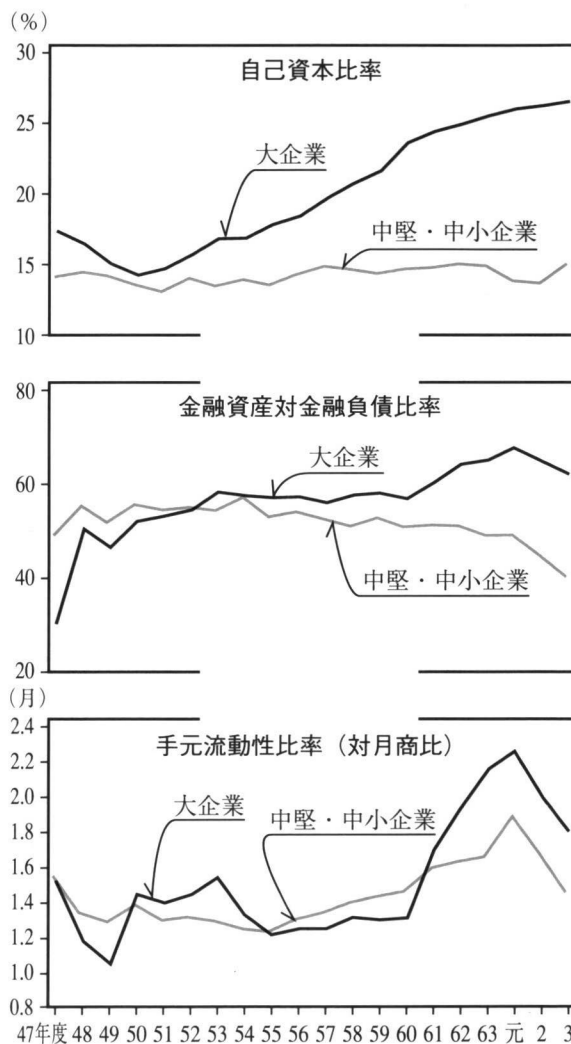 (%)
自己資本比率
30
25
20
15
10
大企業
中堅・中小企業
金融資産対金融負債比率
80
60
40
20
大企業
中堅・中小企業
(月)
手元流動性比率（対月商比）
2.4
2.2
2.0
1.8
1.6
1.4
1.2
1.0
0.8
大企業
中堅・中小企業
47年度 48 49 50 51 52 53 54 55 56 57 58 59 60 61 62 63 元 2 3